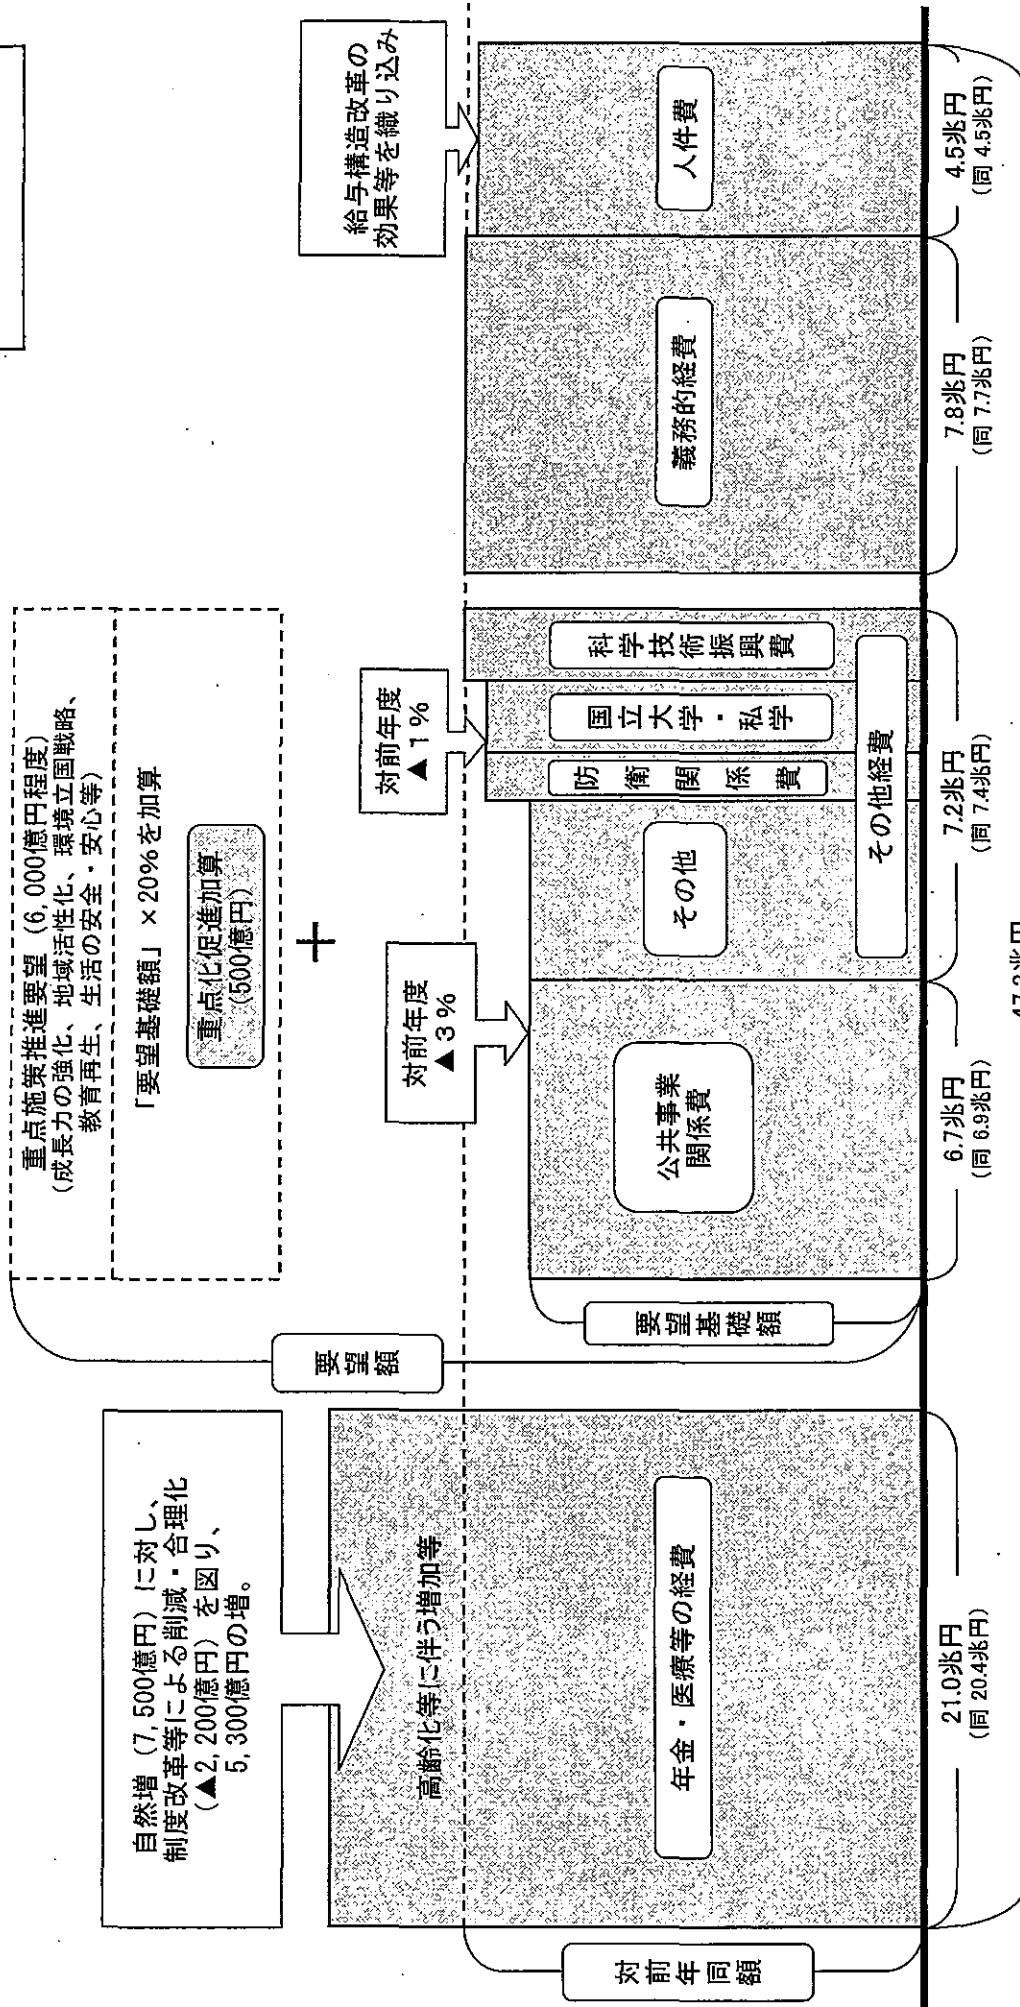 自然増（7,500億円）に対し、
制度改革等による削減・合理化
（▲2,200億円）を図り、
5,300億円の増。
高齢化等に伴う増加等
年金・医療等の経費
対前年同額
21.0兆円
（同 20.4兆円）
重点施策推進要望（6,000億円程度）
（成長力の強化、地域活性化、環境立国戦略、
教育再生、生活の安全・安心等）
「要望基礎額」×20％を加算
重点化促進加算
（500億円）
＋
要望額
要望基礎額
対前年度
▲３％
公共事業
関係費
6.7兆円
（同 6.9兆円）
対前年度
▲１％
その他
防衛関係費
国立大学・私学
科学技術振興費
その他経費
7.2兆円
（同 7.4兆円）
義務的経費
7.8兆円
（同 7.7兆円）
給与構造改革の
効果等を織り込み
人件費
4.5兆円
（同 4.5兆円）